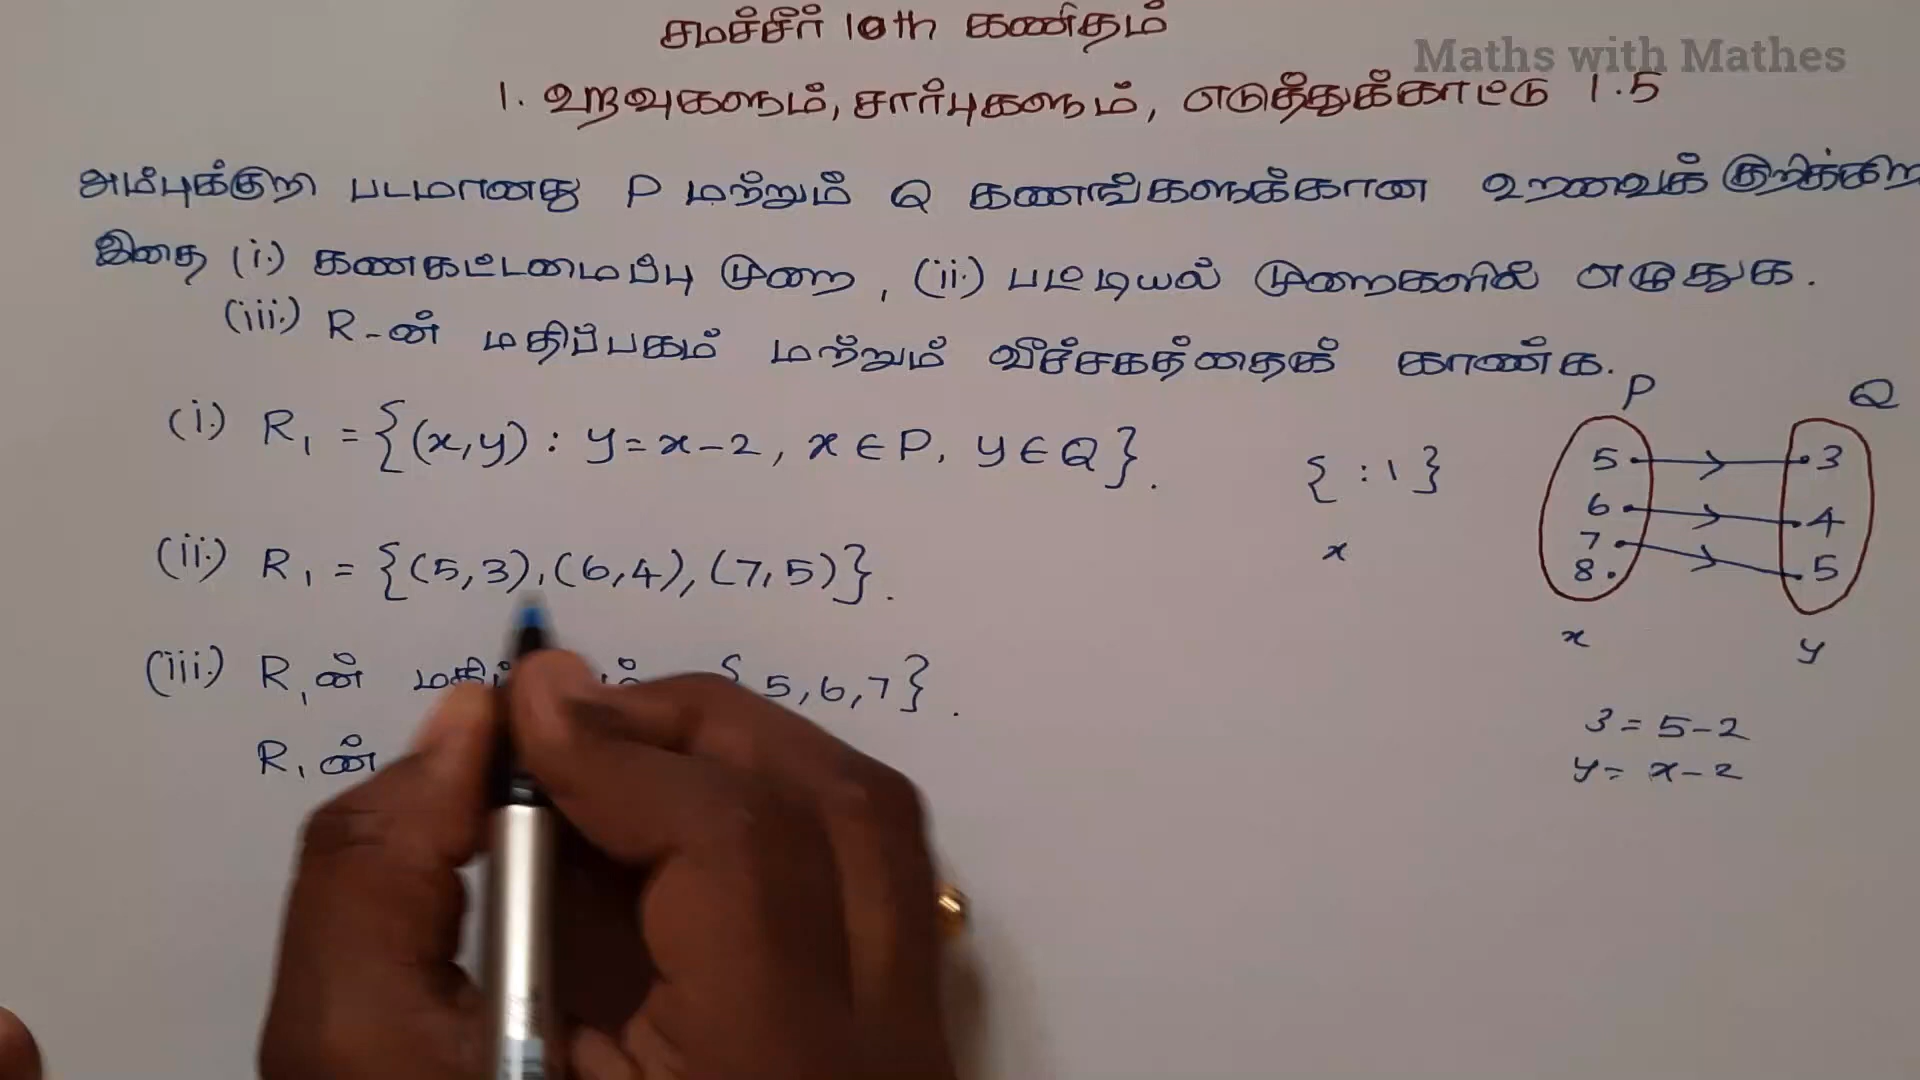 சமச்சீர் 10th கணிதம்
Maths with Mathes
1. உறவுகளும், சார்புகளும், எடுத்துக்காட்டு 1.5
அம்புக்குறி படமானது P மற்றும் Q கணங்களுக்கான உறவைக் குறிக்கிற
இதை (i.) கணகட்டமைப்பு முறை, (ii.) பட்டியல் முறைகளில் எழுதுக.
(iii.) R-ன் மதிப்பகம் மற்றும் வீச்சகத்தைக் காண்க.
P Q
(i.) R₁ = {(x,y) : y=x-2, x∈P, y∈Q}.
{ : 1 }
x
5 3
6 4
7 5
8
x y
(ii.) R₁ = {(5,3),(6,4),(7,5)}.
(iii.) R₁ன் 5,6,7}.
R₁ன்
3 = 5-2
y = x-2